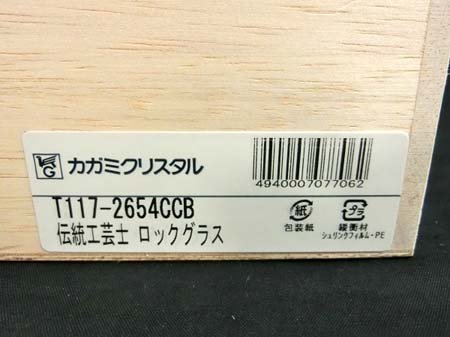 G カガミクリスタル
4940007077062
T117-2654CCB
伝統工芸士 ロックグラス
紙
包装紙
プラ
緩衝材
シュリンクフィルム・PE